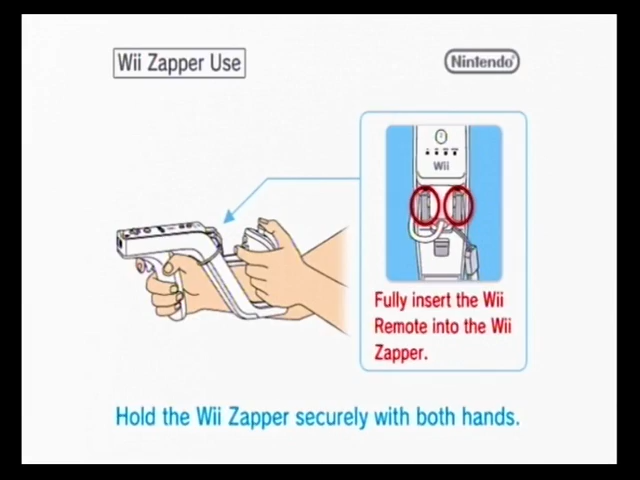 Wii Zapper Use
Nintendo
Wii
Fully insert the Wii
Remote into the Wii
Zapper.
Hold the Wii Zapper securely with both hands.